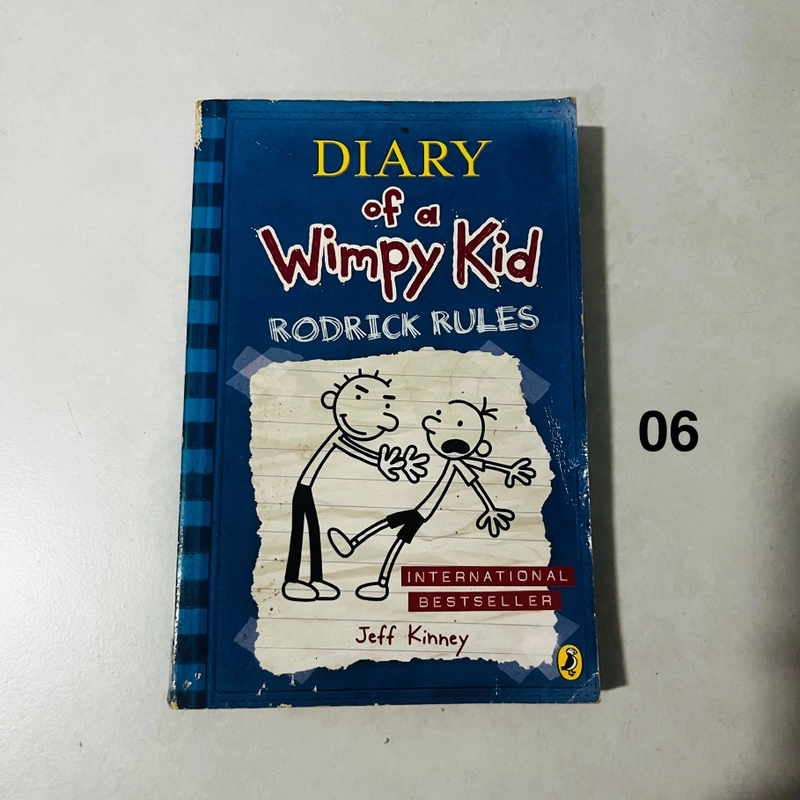 DIARY
of a
Wimpy Kid
RODRICK RULES
06
INTERNATIONAL
BESTSELLER
Jeff Kinney